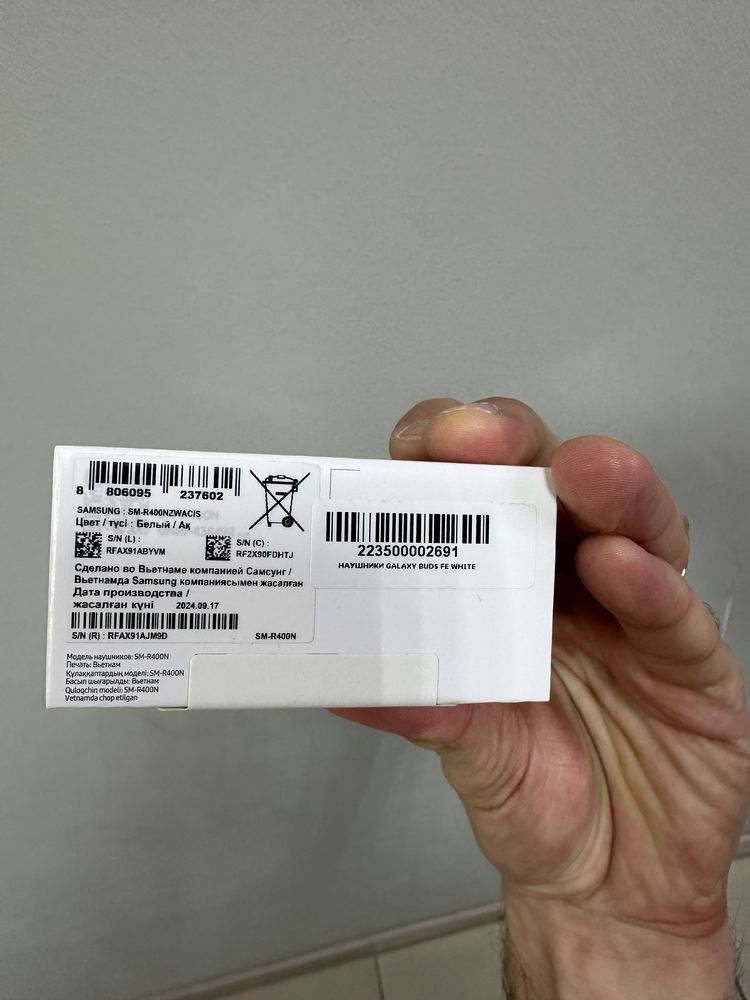 8 806095 237602
SAMSUNG : SM-R400NZWACIS
Цвет / түсі : Белый / Ақ
S/N (L) :
RFAX91ABYVM
S/N (C) :
RF2X90FDHTJ
Сделано во Вьетнаме компанией Самсунг /
Вьетнамда Samsung компаниясымен жасалған
Дата производства /
жасалған күні 2024.09.17
S/N (R) : RFAX91AJM9D SM-R400N
Модель наушников: SM-R400N
Печать: Вьетнам
Құлаққаптардың моделі: SM-R400N
Басып шығарылды: Вьетнам
Quloqchin modeli: SM-R400N
Vetnamda chop etilgan
223500002691
НАУШНИКИ GALAXY BUDS FE WHITE